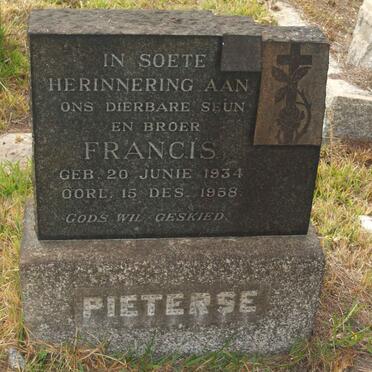 IN SOETE
HERINNERING AAN
ONS DIERBARE SEUN
EN BROER
FRANCIS
GEB. 20 JUNIE 1934
OORL. 15 DES. 1958.
GODS WIL GESKIED.
PIETERSE